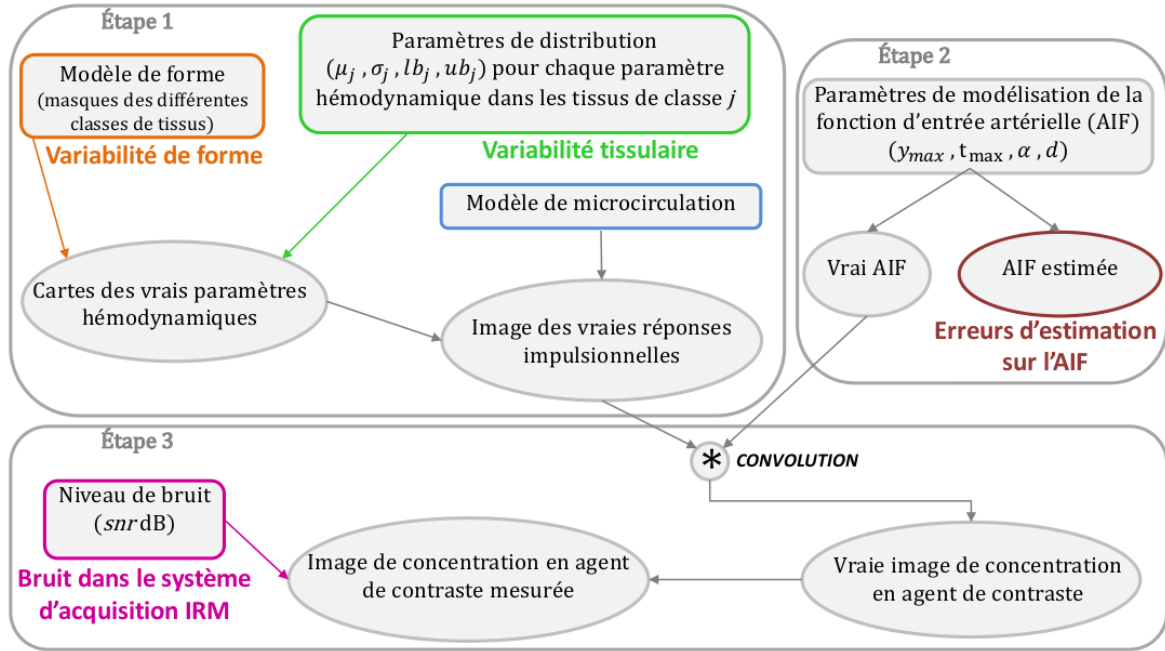 Étape 1
Modèle de forme
(masques des différentes
classes de tissus)
Variabilité de forme
Paramètres de distribution
(μj , σj , lbj , ubj) pour chaque paramètre
hémodynamique dans les tissus de classe j
Variabilité tissulaire
Modèle de microcirculation
Cartes des vrais paramètres
hémodynamiques
Image des vraies réponses
impulsionnelles
Étape 2
Paramètres de modélisation de la
fonction d'entrée artérielle (AIF)
(ymax , tmax , α , d)
Vrai AIF
AIF estimée
Erreurs d'estimation
sur l'AIF
Étape 3
* CONVOLUTION
Niveau de bruit
(snr dB)
Bruit dans le système
d'acquisition IRM
Image de concentration en agent
de contraste mesurée
Vraie image de concentration
en agent de contraste